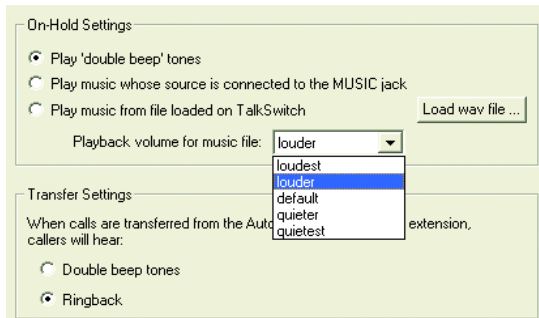 On-Hold Settings
Play 'double beep' tones
Play music whose source is connected to the MUSIC jack
Play music from file loaded on TalkSwitch
Load wav file ...
Playback volume for music file: louder
loudest
louder
default
quieter
quietest
Transfer Settings
When calls are transferred from the Auto extension,
callers will hear:
Double beep tones
Ringback